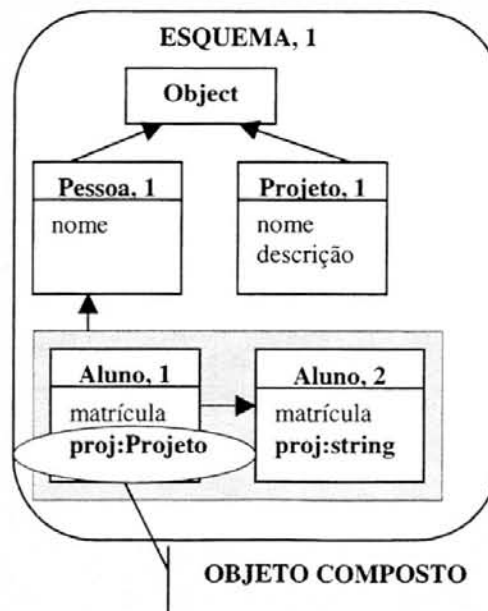 ESQUEMA, 1
Object
Pessoa, 1
nome
Projeto, 1
nome
descrição
Aluno, 1
matrícula
proj:Projeto
Aluno, 2
matrícula
proj:string
OBJETO COMPOSTO